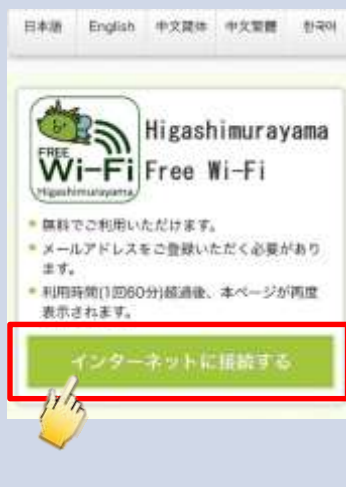 日本語 English 中文简体 中文繁體 한국어
FREE
Wi-Fi
Higashimurayama
Higashimurayama
Free Wi-Fi
無料でご利用いただけます。
メールアドレスをご登録いただく必要があり
ます。
利用時間(1回60分)超過後、本ページが再度
表示されます。
インターネットに接続する